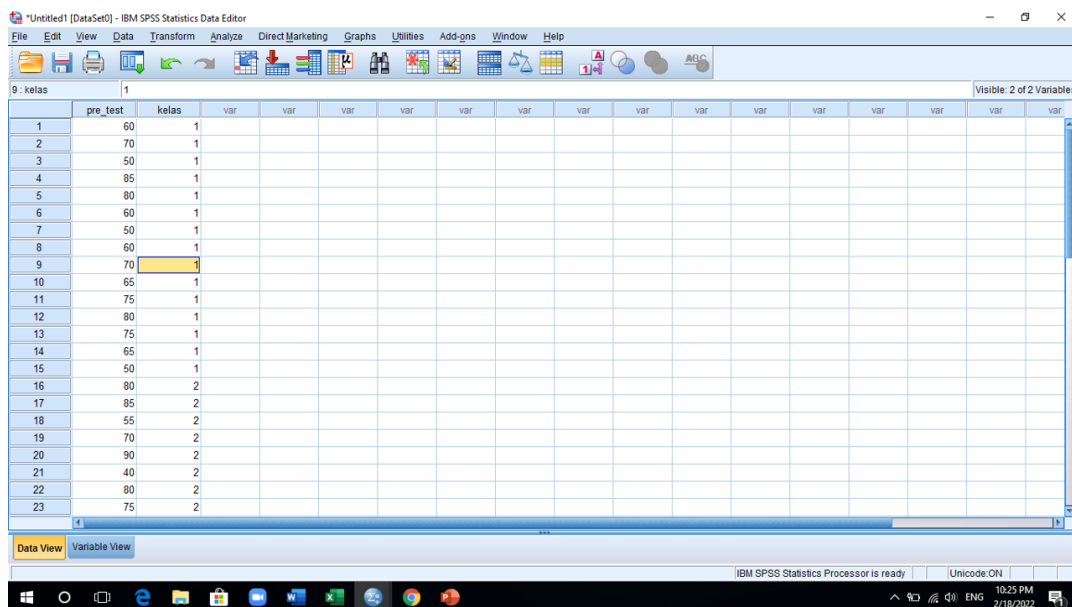 *Untitled1 [DataSet0] - IBM SPSS Statistics Data Editor
File Edit View Data Transform Analyze Direct Marketing Graphs Utilities Add-ons Window Help
9 : kelas 1 Visible: 2 of 2 Variables
pre_test kelas var var var var var var var var var var var var var var var
1 60 1
2 70 1
3 50 1
4 85 1
5 80 1
6 60 1
7 50 1
8 60 1
9 70 1
10 65 1
11 75 1
12 80 1
13 75 1
14 65 1
15 50 1
16 80 2
17 85 2
18 55 2
19 70 2
20 90 2
21 40 2
22 80 2
23 75 2
Data View Variable View
IBM SPSS Statistics Processor is ready Unicode:ON
ENG 10:25 PM
2/18/2022